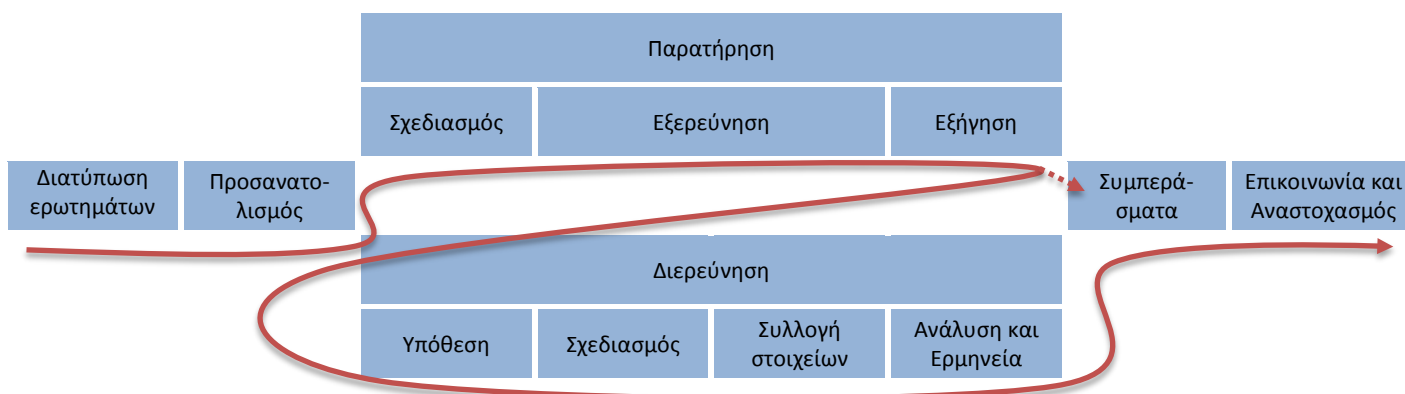 Παρατήρηση
Σχεδιασμός
Εξερεύνηση
Εξήγηση
Διατύπωση
ερωτημάτων
Προσανατο-
λισμός
Συμπερά-
σματα
Επικοινωνία και
Αναστοχασμός
Διερεύνηση
Υπόθεση
Σχεδιασμός
Συλλογή
στοιχείων
Ανάλυση και
Ερμηνεία